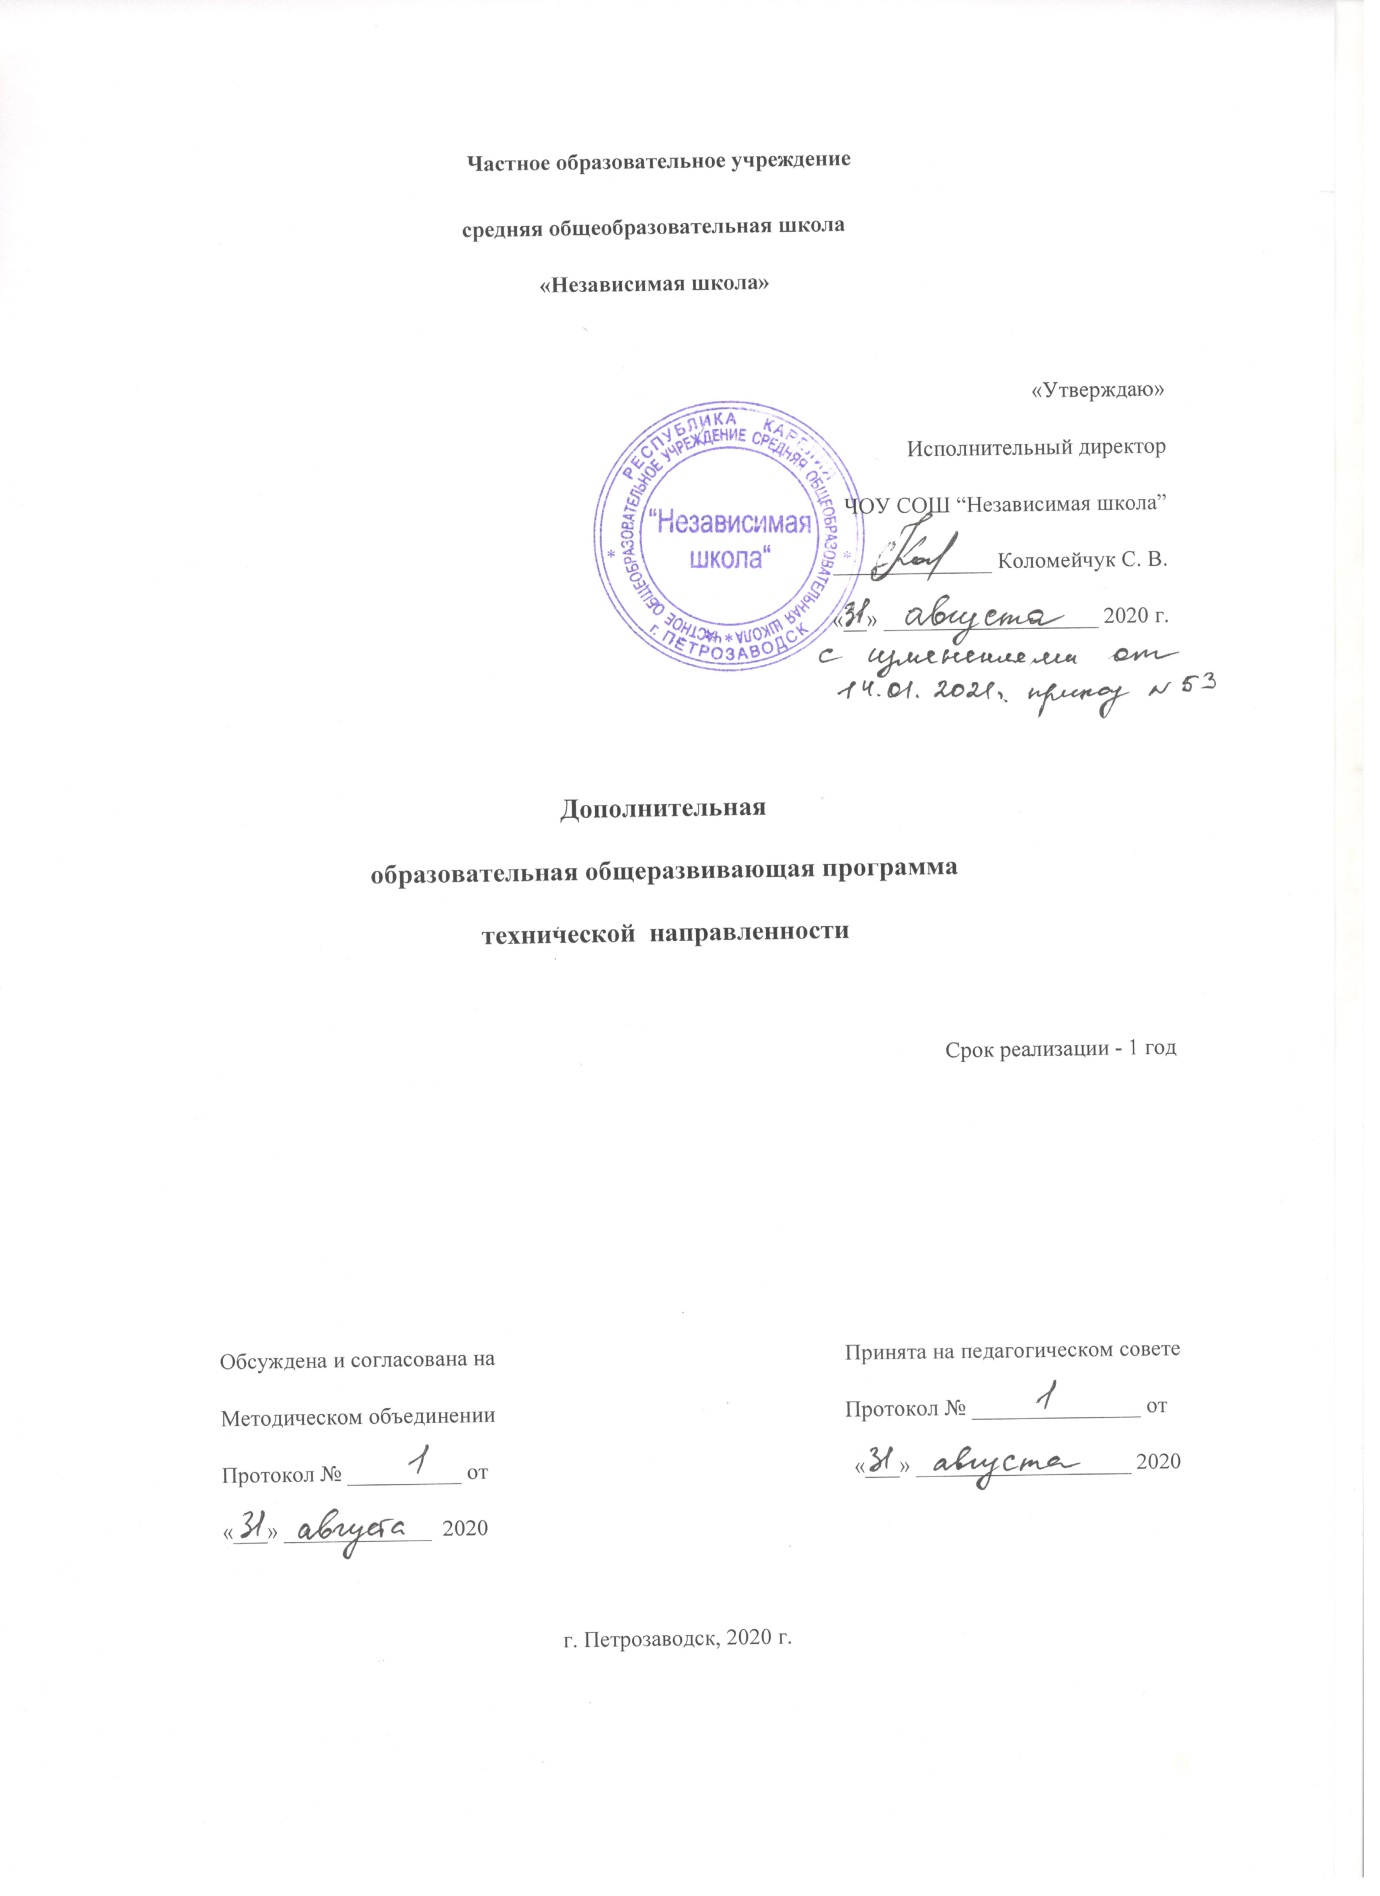 Частное образовательное учреждение
средняя общеобразовательная школа
«Независимая школа»
«Утверждаю»
Исполнительный директор
ЧОУ СОШ “Независимая школа”
Коломейчук С. В.
«31» августа 2020 г.
с изменениями от
14.01.2021г. приказ N 53
РЕСПУБЛИКА КАРЕЛИЯ
* г. ПЕТРОЗАВОДСК *
* ЧАСТНОЕ ОБЩЕОБРАЗОВАТЕЛЬНОЕ УЧРЕЖДЕНИЕ СРЕДНЯЯ ОБЩЕОБРАЗОВАТЕЛЬНАЯ ШКОЛА
“Независимая
школа“
Дополнительная
образовательная общеразвивающая программа
технической направленности
Срок реализации - 1 год
Обсуждена и согласована на
Методическом объединении
Протокол № 1 от
«31» августа 2020
Принята на педагогическом совете
Протокол № 1 от
«31» августа 2020
г. Петрозаводск, 2020 г.